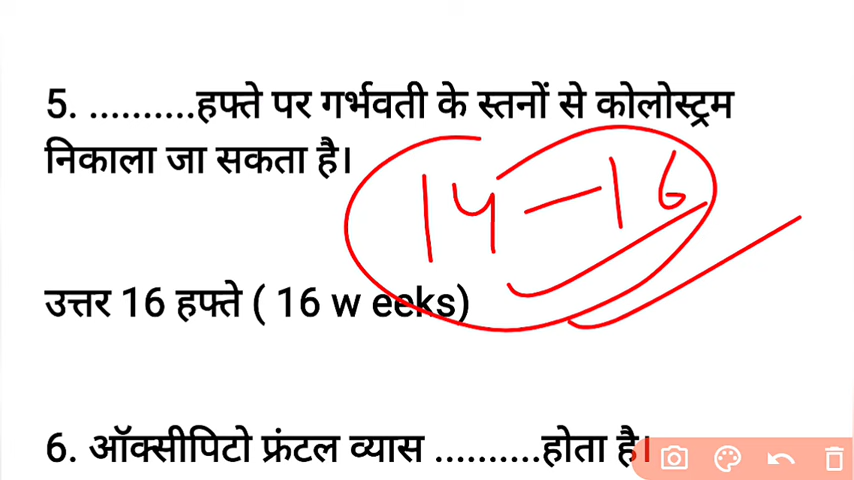 5. ..........हफ्ते पर गर्भवती के स्तनों से कोलोस्ट्रम
निकाला जा सकता है।
14 – 16
उत्तर 16 हफ्ते ( 16 w eeks)
6. ऑक्सीपिटो फ्रंटल व्यास ..........होता है।